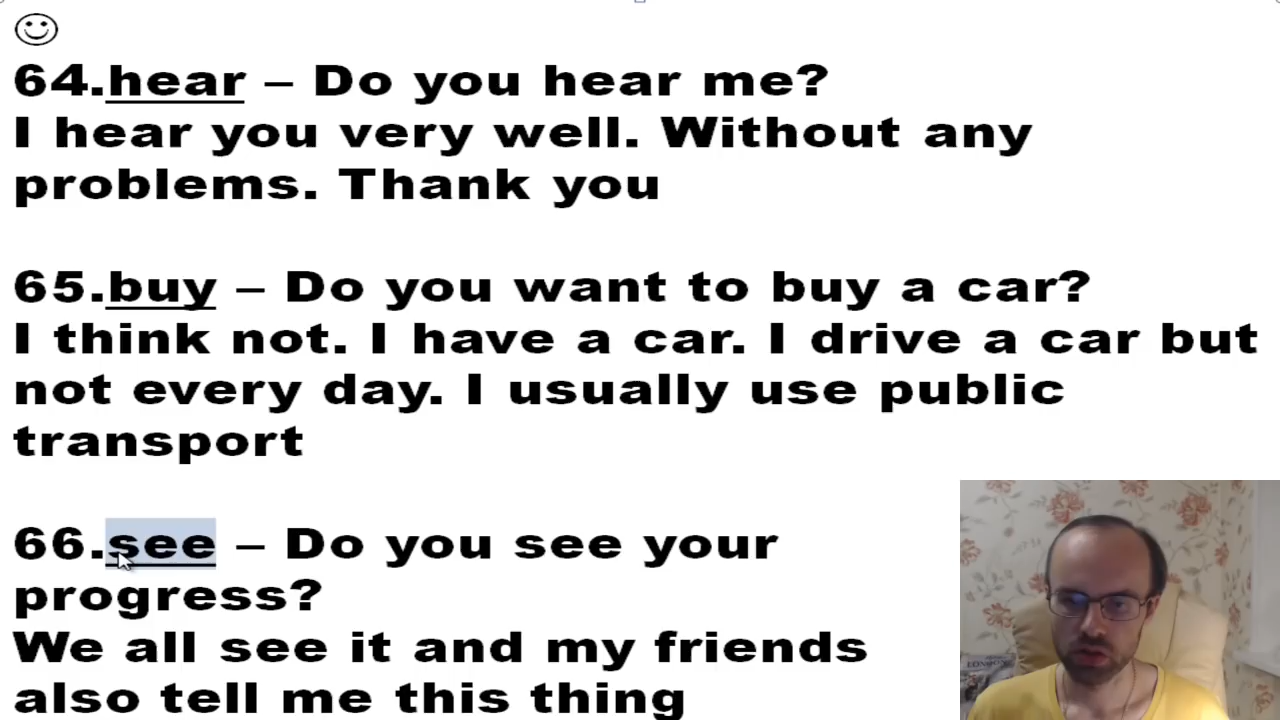 64.hear – Do you hear me?
I hear you very well. Without any
problems. Thank you
65.buy – Do you want to buy a car?
I think not. I have a car. I drive a car but
not every day. I usually use public
transport
66.see – Do you see your
progress?
We all see it and my friends
also tell me this thing
LONDON